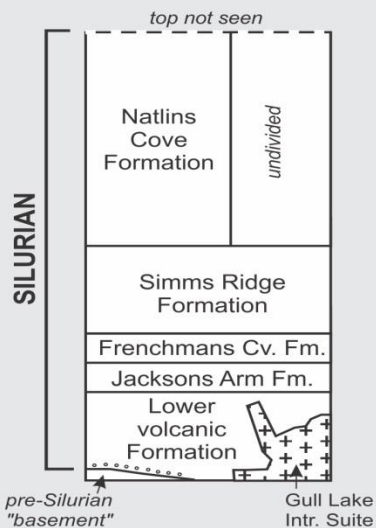 top not seen
SILURIAN
Natlins
Cove
Formation
undivided
Simms Ridge
Formation
Frenchmans Cv. Fm.
Jacksons Arm Fm.
Lower
volcanic
Formation
pre-Silurian
"basement"
Gull Lake
Intr. Suite